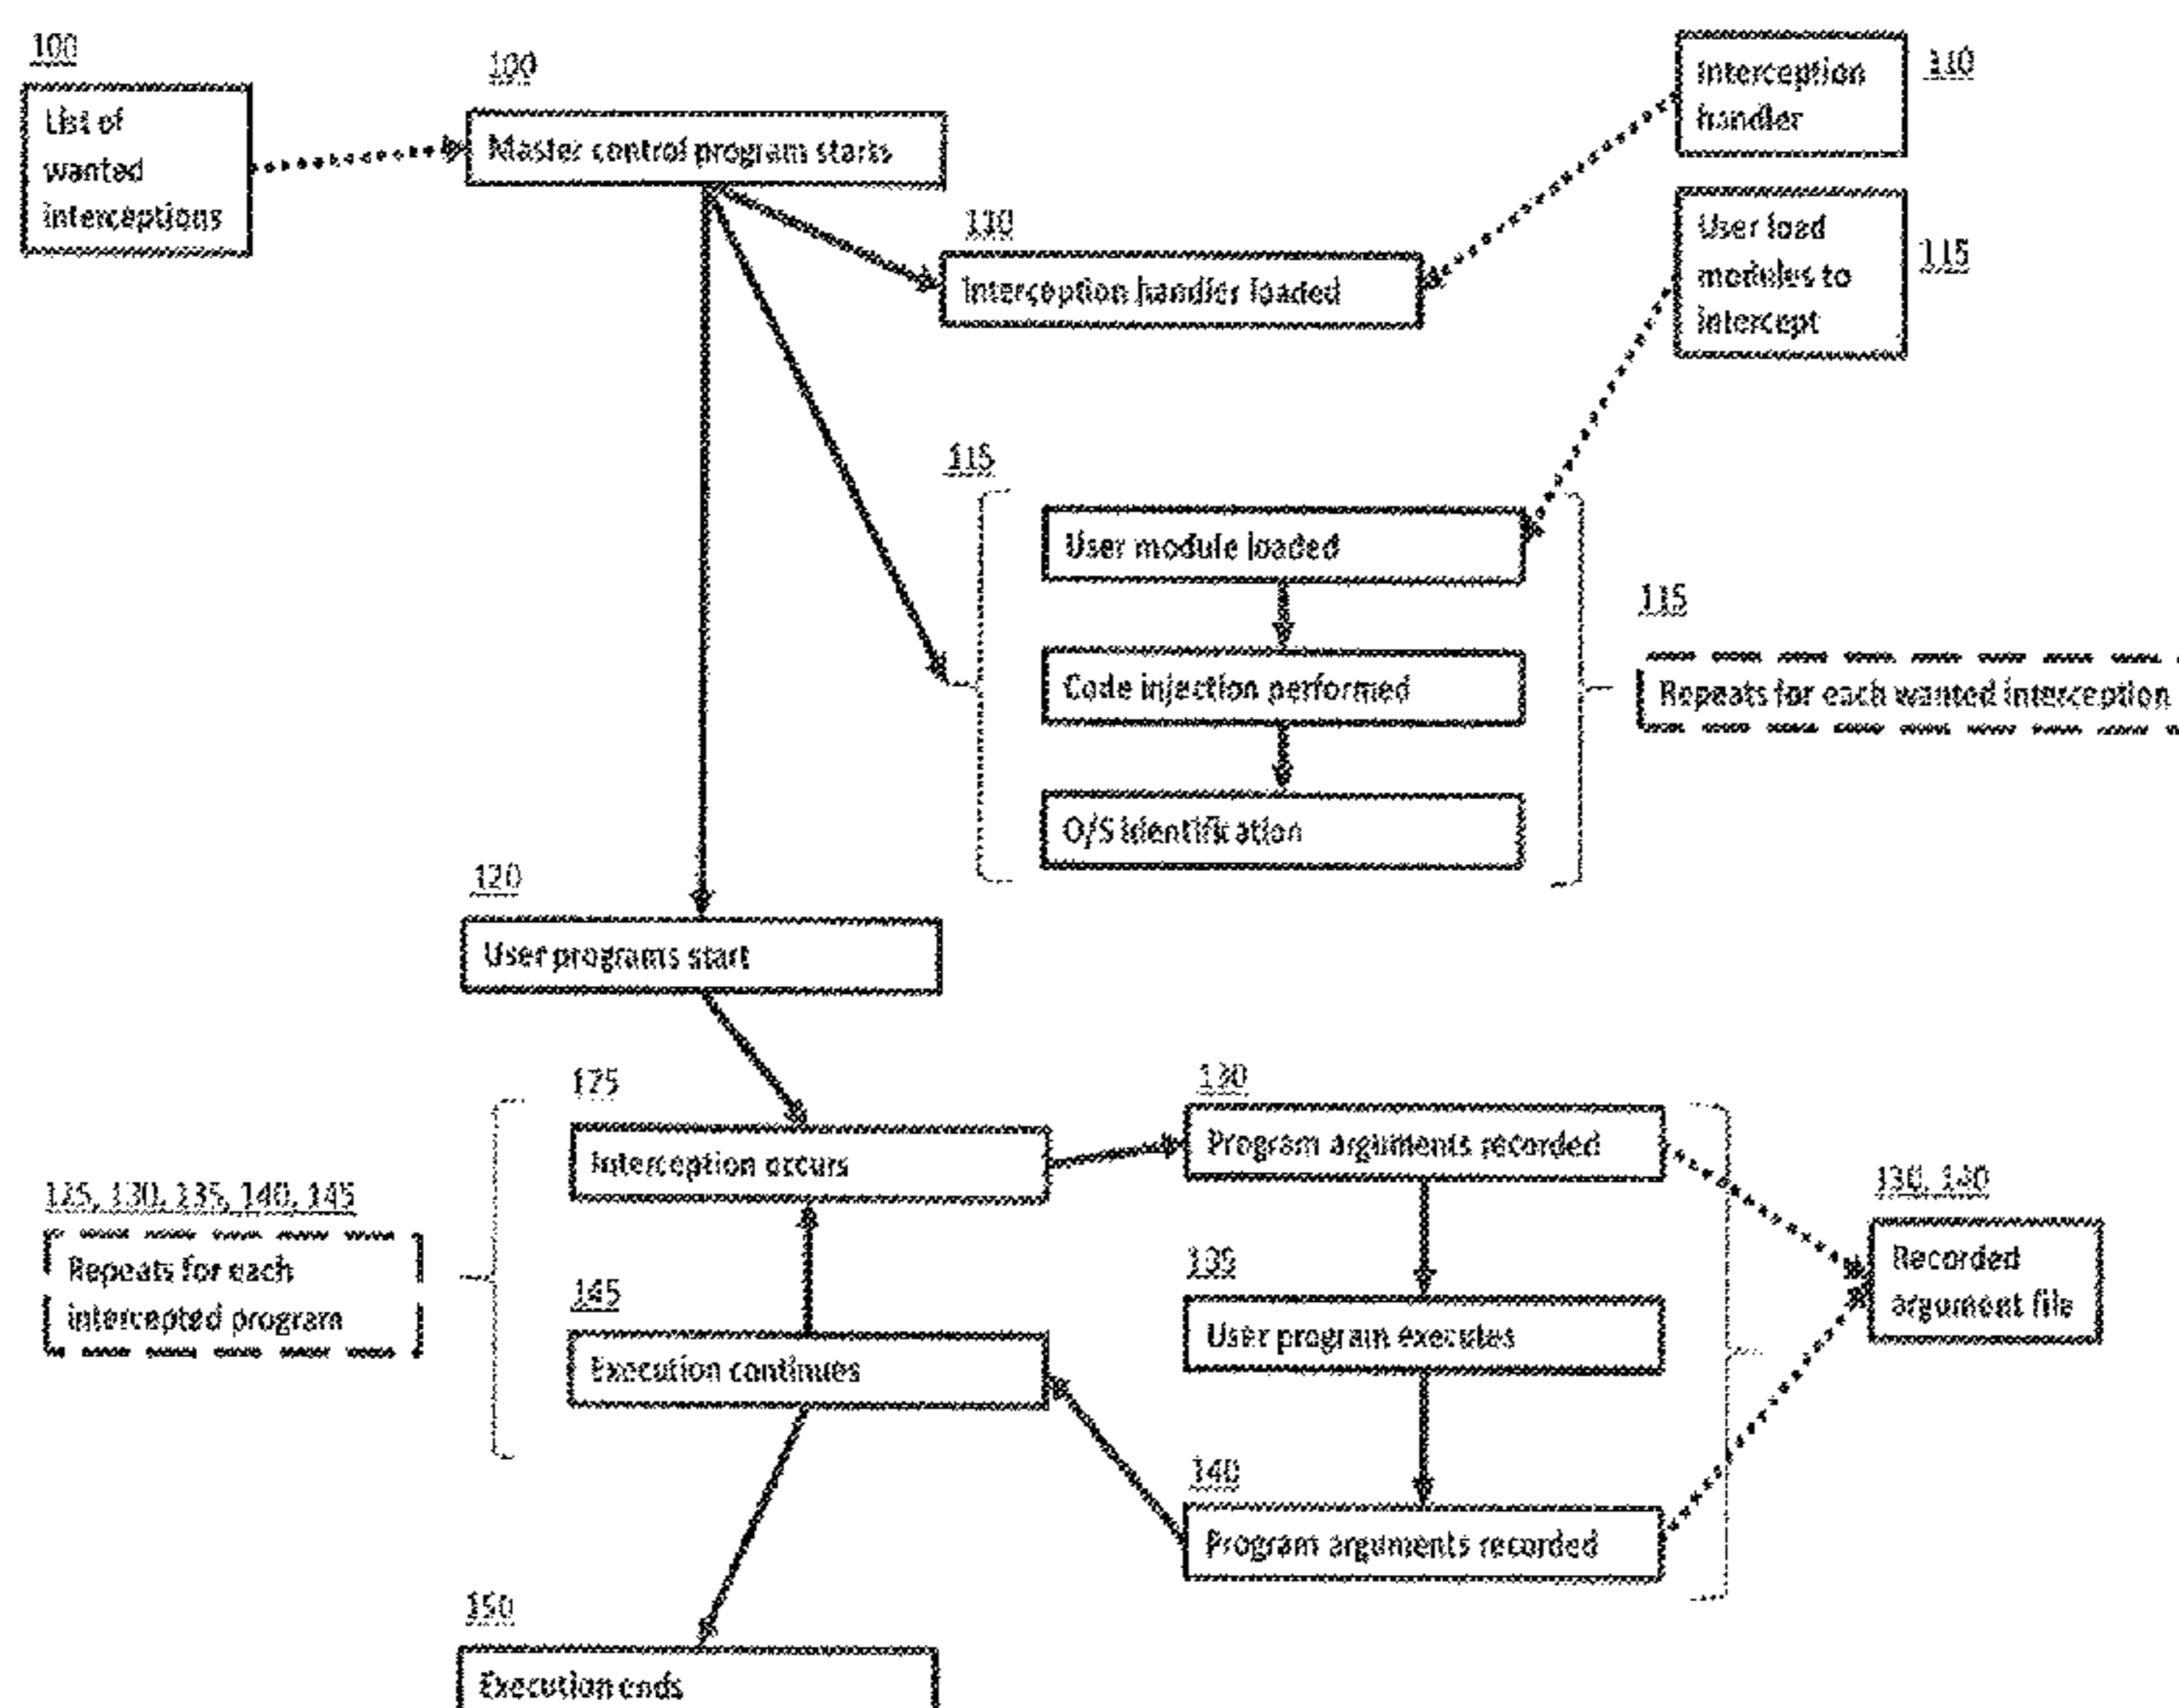 100
List of
wanted
interceptions
100
Master control program starts
110
Interception
handler
110
Interception handler loaded
User load
modules to
intercept
115
115
User module loaded
Code injection performed
O/S identification
115
Repeats for each wanted interception
120
User programs start
125
Interception occurs
130
Program arguments recorded
125, 130, 135, 140, 145
Repeats for each
intercepted program
130, 140
Recorded
argument file
135
User program executes
145
Execution continues
140
Program arguments recorded
150
Execution ends